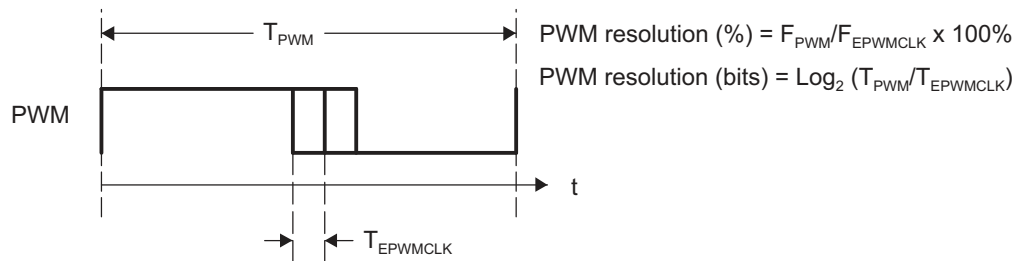 T_PWM
PWM resolution (%) = F_PWM/F_EPWMCLK x 100%
PWM resolution (bits) = Log_2 (T_PWM/T_EPWMCLK)
PWM
t
T_EPWMCLK